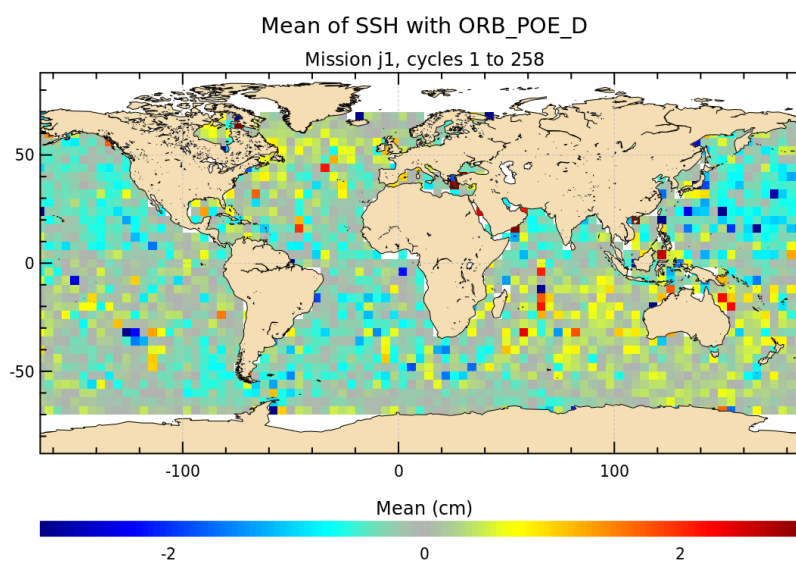 Mean of SSH with ORB_POE_D
Mission j1, cycles 1 to 258
50
0
-50
-100 0 100
Mean (cm)
-2 0 2